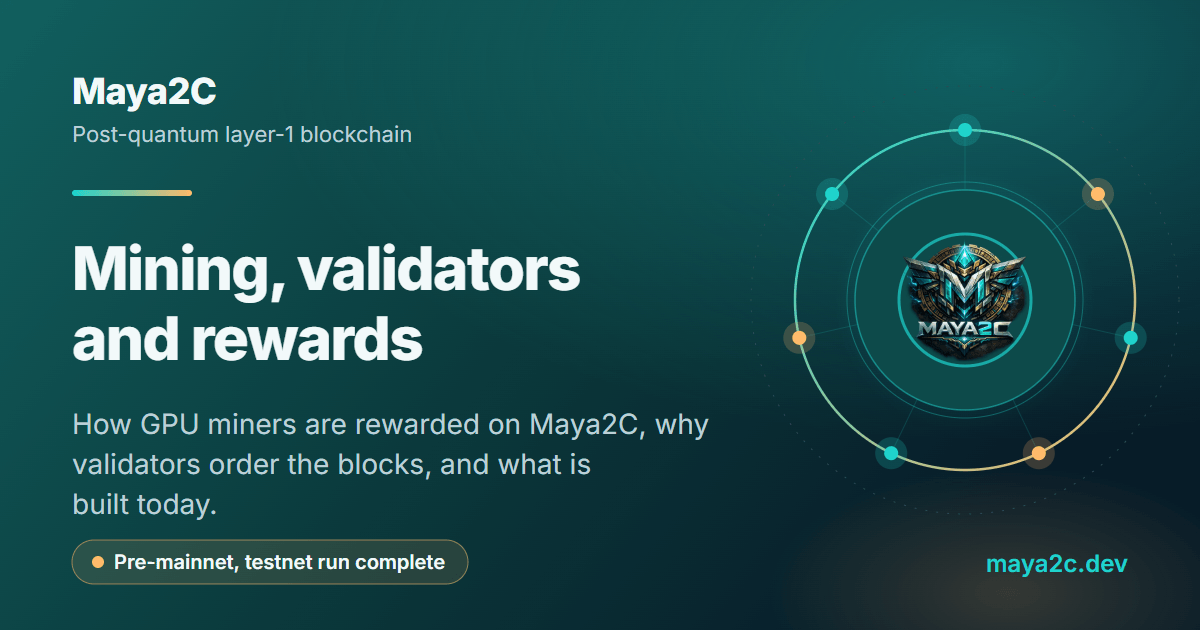 Maya2C
Post-quantum layer-1 blockchain
Mining, validators
and rewards
How GPU miners are rewarded on Maya2C, why
validators order the blocks, and what is
built today.
Pre-mainnet, testnet run complete
MAYA2C
maya2c.dev